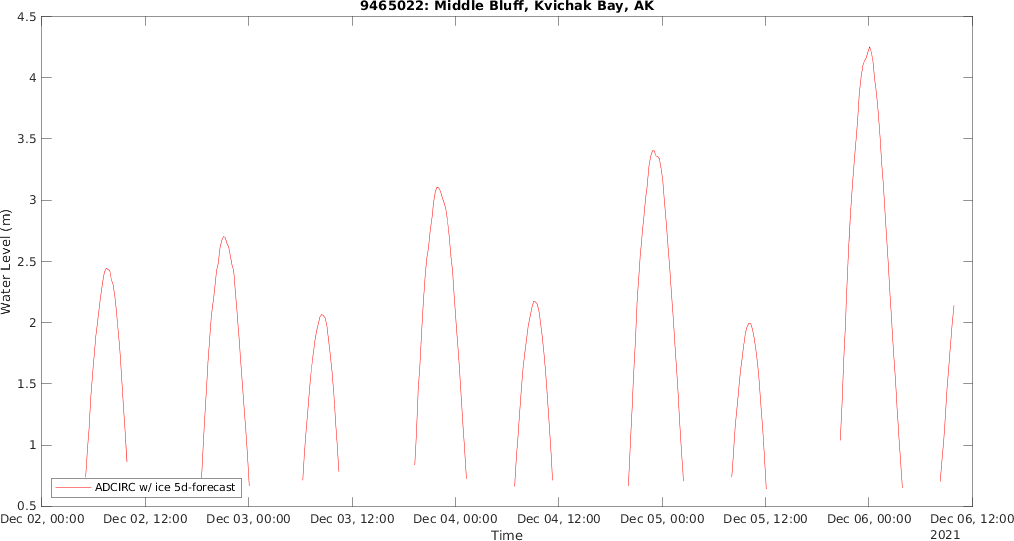 9465022: Middle Bluff, Kvichak Bay, AK
4.5
4
3.5
3
2.5
2
1.5
1
0.5
Water Level (m)
ADCIRC w/ ice 5d-forecast
Dec 02, 00:00 Dec 02, 12:00 Dec 03, 00:00 Dec 03, 12:00 Dec 04, 00:00 Dec 04, 12:00 Dec 05, 00:00 Dec 05, 12:00 Dec 06, 00:00 Dec 06, 12:00
Time
2021